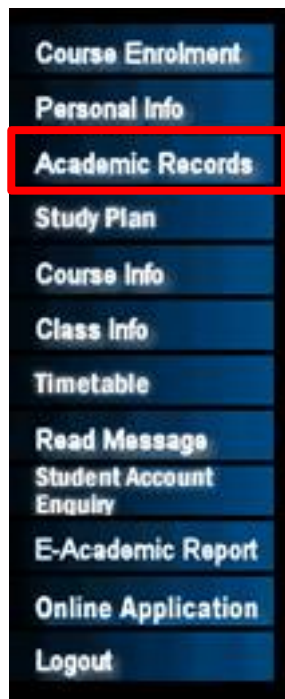 Course Enrolment
Personal Info
Academic Records
Study Plan
Course Info
Class Info
Timetable
Read Message
Student Account
Enquiry
E-Academic Report
Online Application
Logout